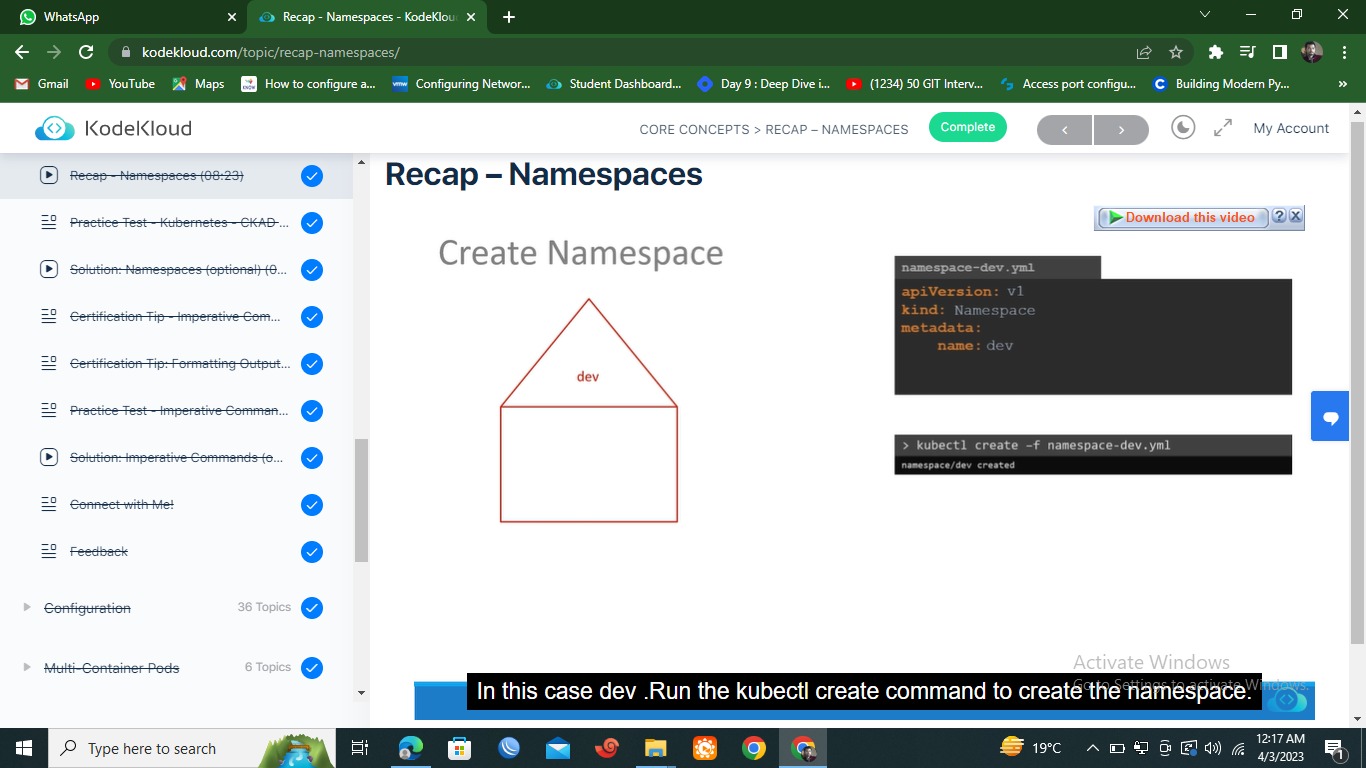 WhatsApp
Recap - Namespaces - KodeKlou
kodekloud.com/topic/recap-namespaces/
Gmail
YouTube
Maps
How to configure a...
Configuring Networ...
Student Dashboard...
Day 9 : Deep Dive i...
(1234) 50 GIT Interv...
Access port configu...
Building Modern Py...
»
KodeKloud
CORE CONCEPTS > RECAP – NAMESPACES
Complete
My Account
Recap - Namespaces (08:23)
Practice Test - Kubernetes - CKAD ...
Solution: Namespaces (optional) (0...
Certification Tip - Imperative Com...
Certification Tip: Formatting Output...
Practice Test - Imperative Comman...
Solution: Imperative Commands (o...
Connect with Me!
Feedback
Configuration 36 Topics
Multi-Container Pods 6 Topics
Recap – Namespaces
Download this video
?
Create Namespace
dev
namespace-dev.yml
apiVersion: v1
kind: Namespace
metadata:
name: dev
> kubectl create –f namespace-dev.yml
namespace/dev created
Activate Windows
Go to Settings to activate Windows.
In this case dev .Run the kubectl create command to create the namespace.
Type here to search
19°C
12:17 AM
4/3/2023
1